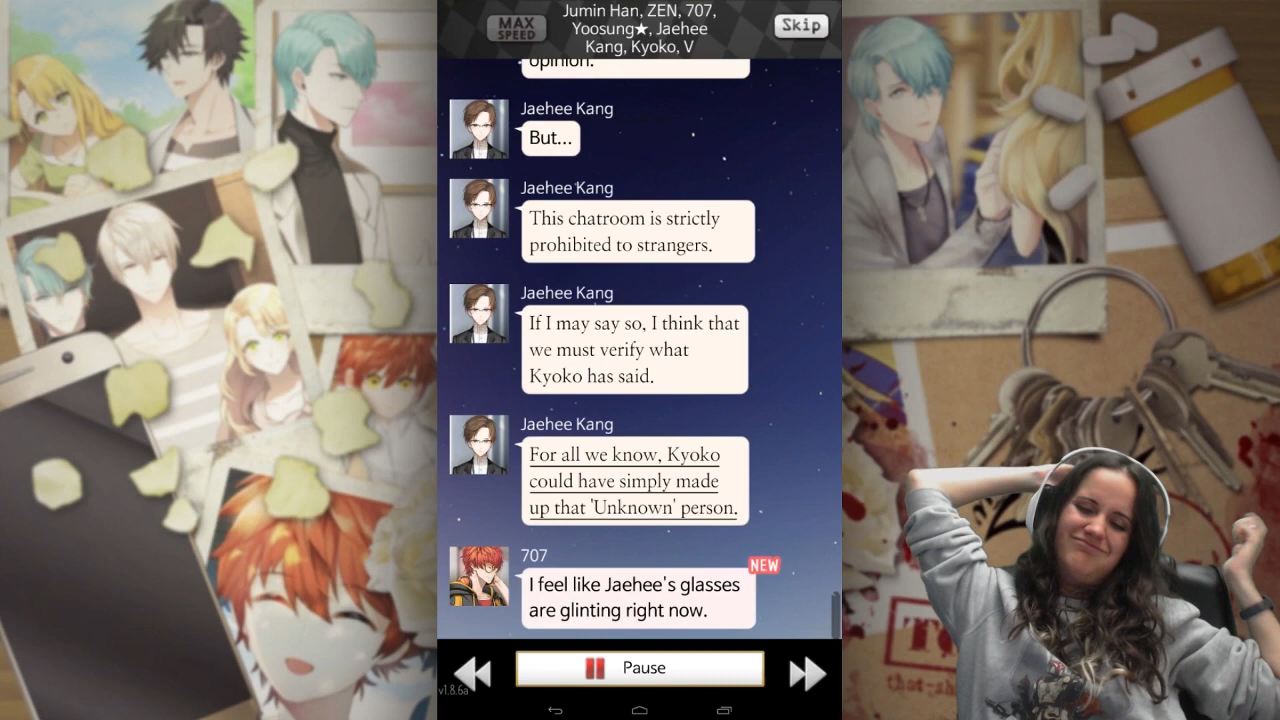 MAX
SPEED
Jumin Han, ZEN, 707,
Yoosung★, Jaehee
Kang, Kyoko, V
Skip
opinion.
Jaehee Kang
But...
Jaehee Kang
This chatroom is strictly
prohibited to strangers.
Jaehee Kang
If I may say so, I think that
we must verify what
Kyoko has said.
Jaehee Kang
For all we know, Kyoko
could have simply made
up that 'Unknown' person.
707
NEW
I feel like Jaehee's glasses
are glinting right now.
Pause
v1.8.6a